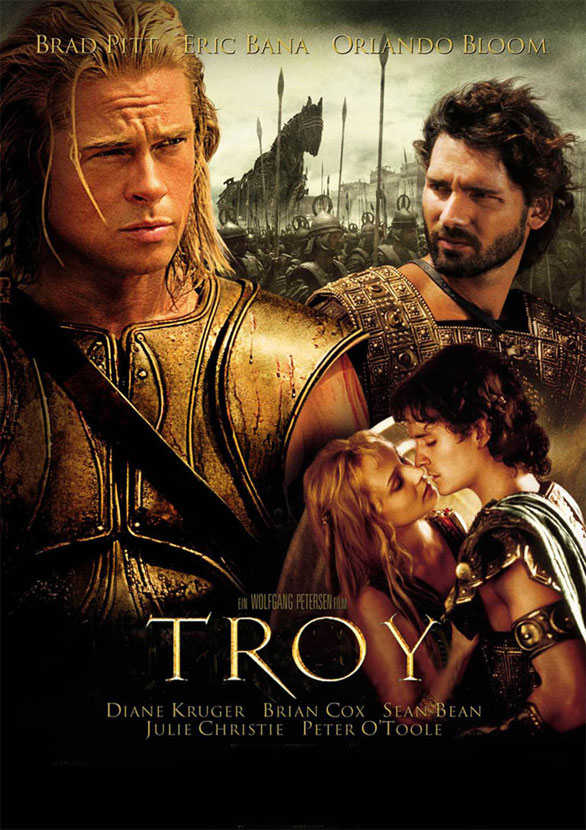 BRAD PITT ERIC BANA ORLANDO BLOOM
EIN WOLFGANG PETERSEN FILM
TROY
DIANE KRUGER BRIAN COX SEAN BEAN
JULIE CHRISTIE PETER O'TOOLE